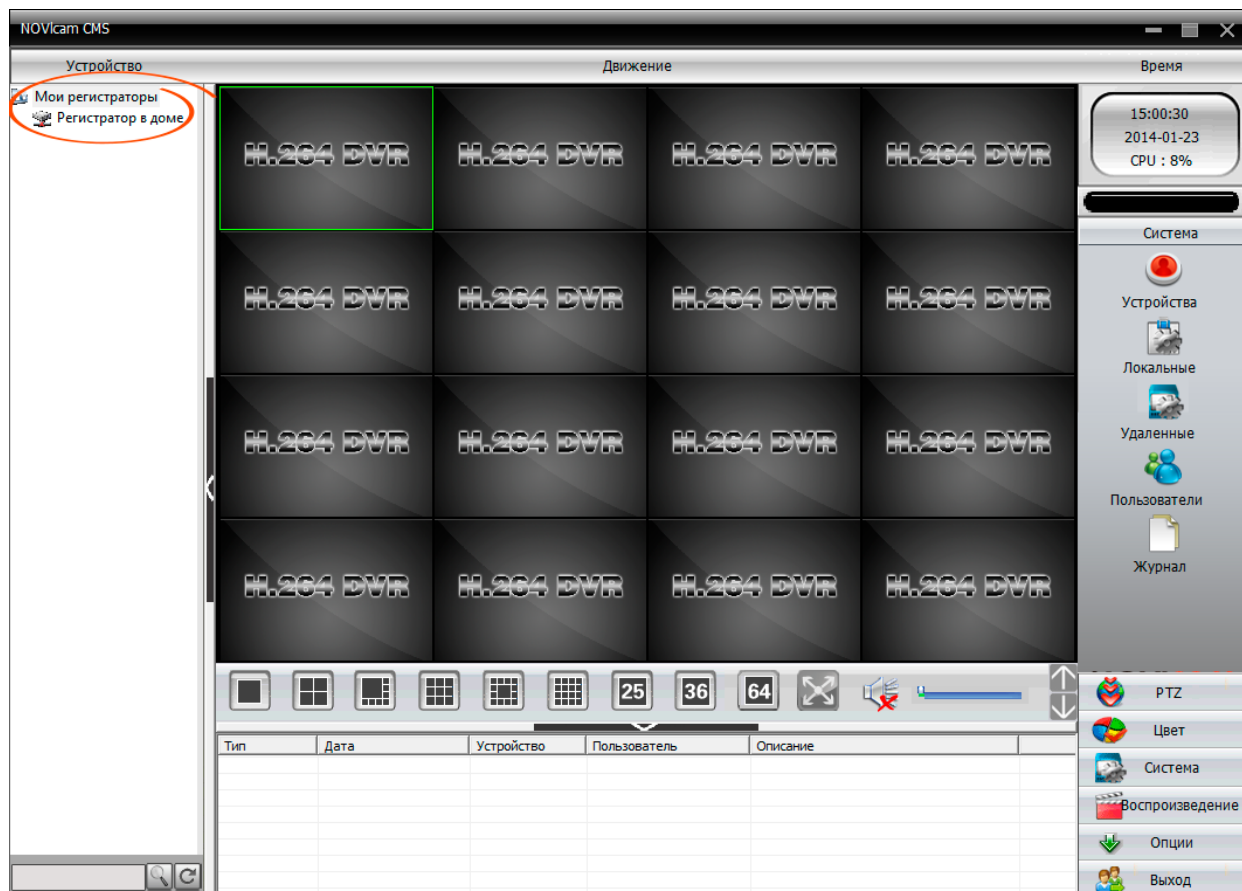 NOVIcam CMS
Устройство
Движение
Время
Мои регистраторы
Регистратор в доме
15:00:30
2014-01-23
CPU : 8%
H.264 DVR H.264 DVR H.264 DVR H.264 DVR
H.264 DVR H.264 DVR H.264 DVR H.264 DVR
H.264 DVR H.264 DVR H.264 DVR H.264 DVR
H.264 DVR H.264 DVR H.264 DVR H.264 DVR
Система
Устройства
Локальные
Удаленные
Пользователи
Журнал
25 36 64
PTZ
Цвет
Система
Воспроизведение
Опции
Выход
Тип Дата Устройство Пользователь Описание